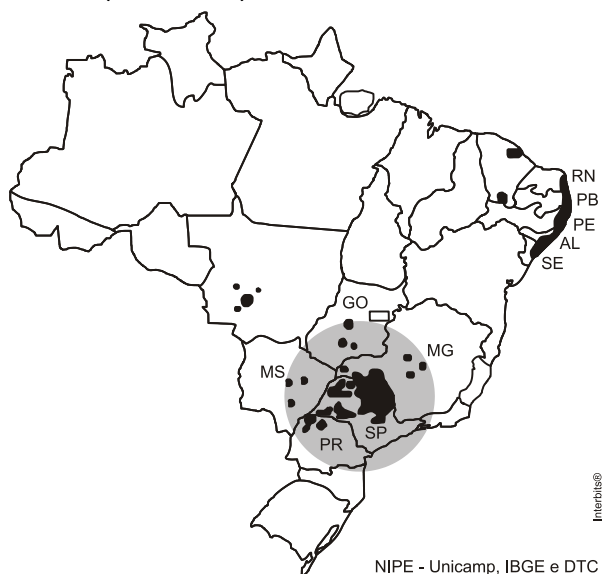 RN
PB
PE
AL
SE
GO
MG
MS
SP
PR
Interbits®
NIPE - Unicamp, IBGE e DTC